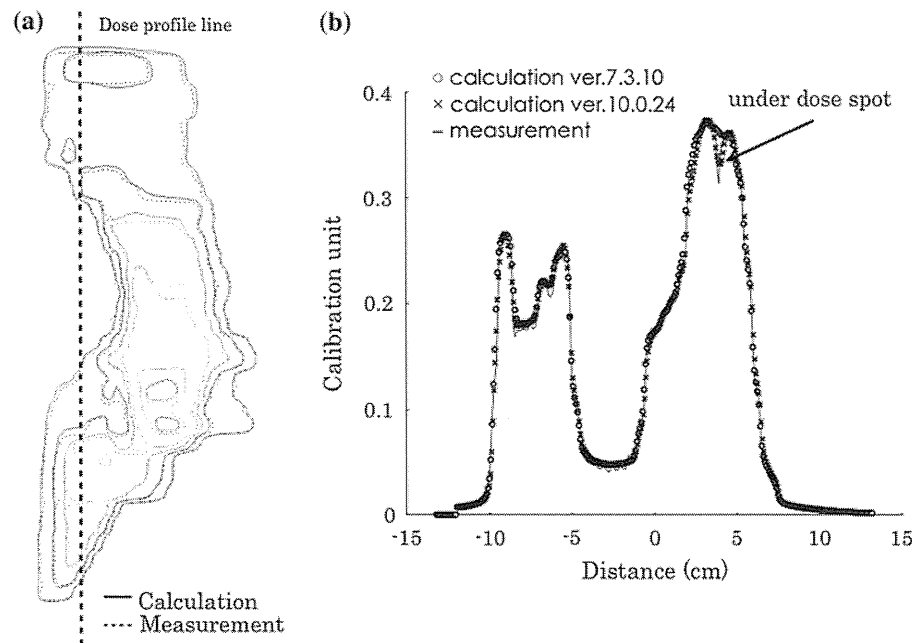 (a)
Dose profile line
Calculation
Measurement
(b)
calculation ver.7.3.10
calculation ver.10.0.24
measurement
under dose spot
0.4
0.3
0.2
0.1
0
Calibration unit
-15
-10
-5
0
5
10
15
Distance (cm)